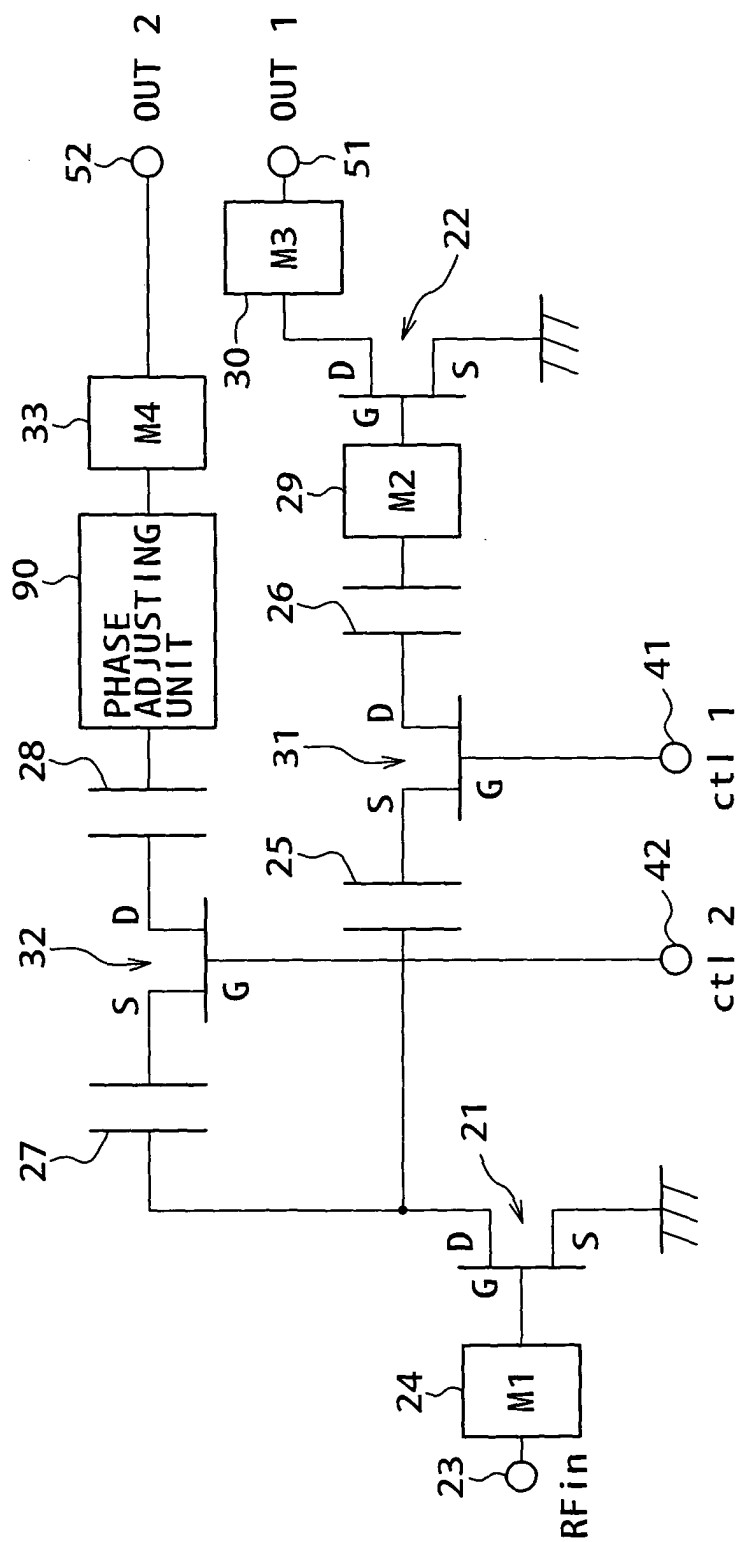 52
OUT 2
33
M4
90
PHASE
ADJUSTING
UNIT
28
32
S
D
G
27
51
OUT 1
M3
30
22
D
G
S
29
M2
26
31
S
D
G
25
41
ctl 1
42
ctl 2
21
D
G
S
24
M1
23
RFin